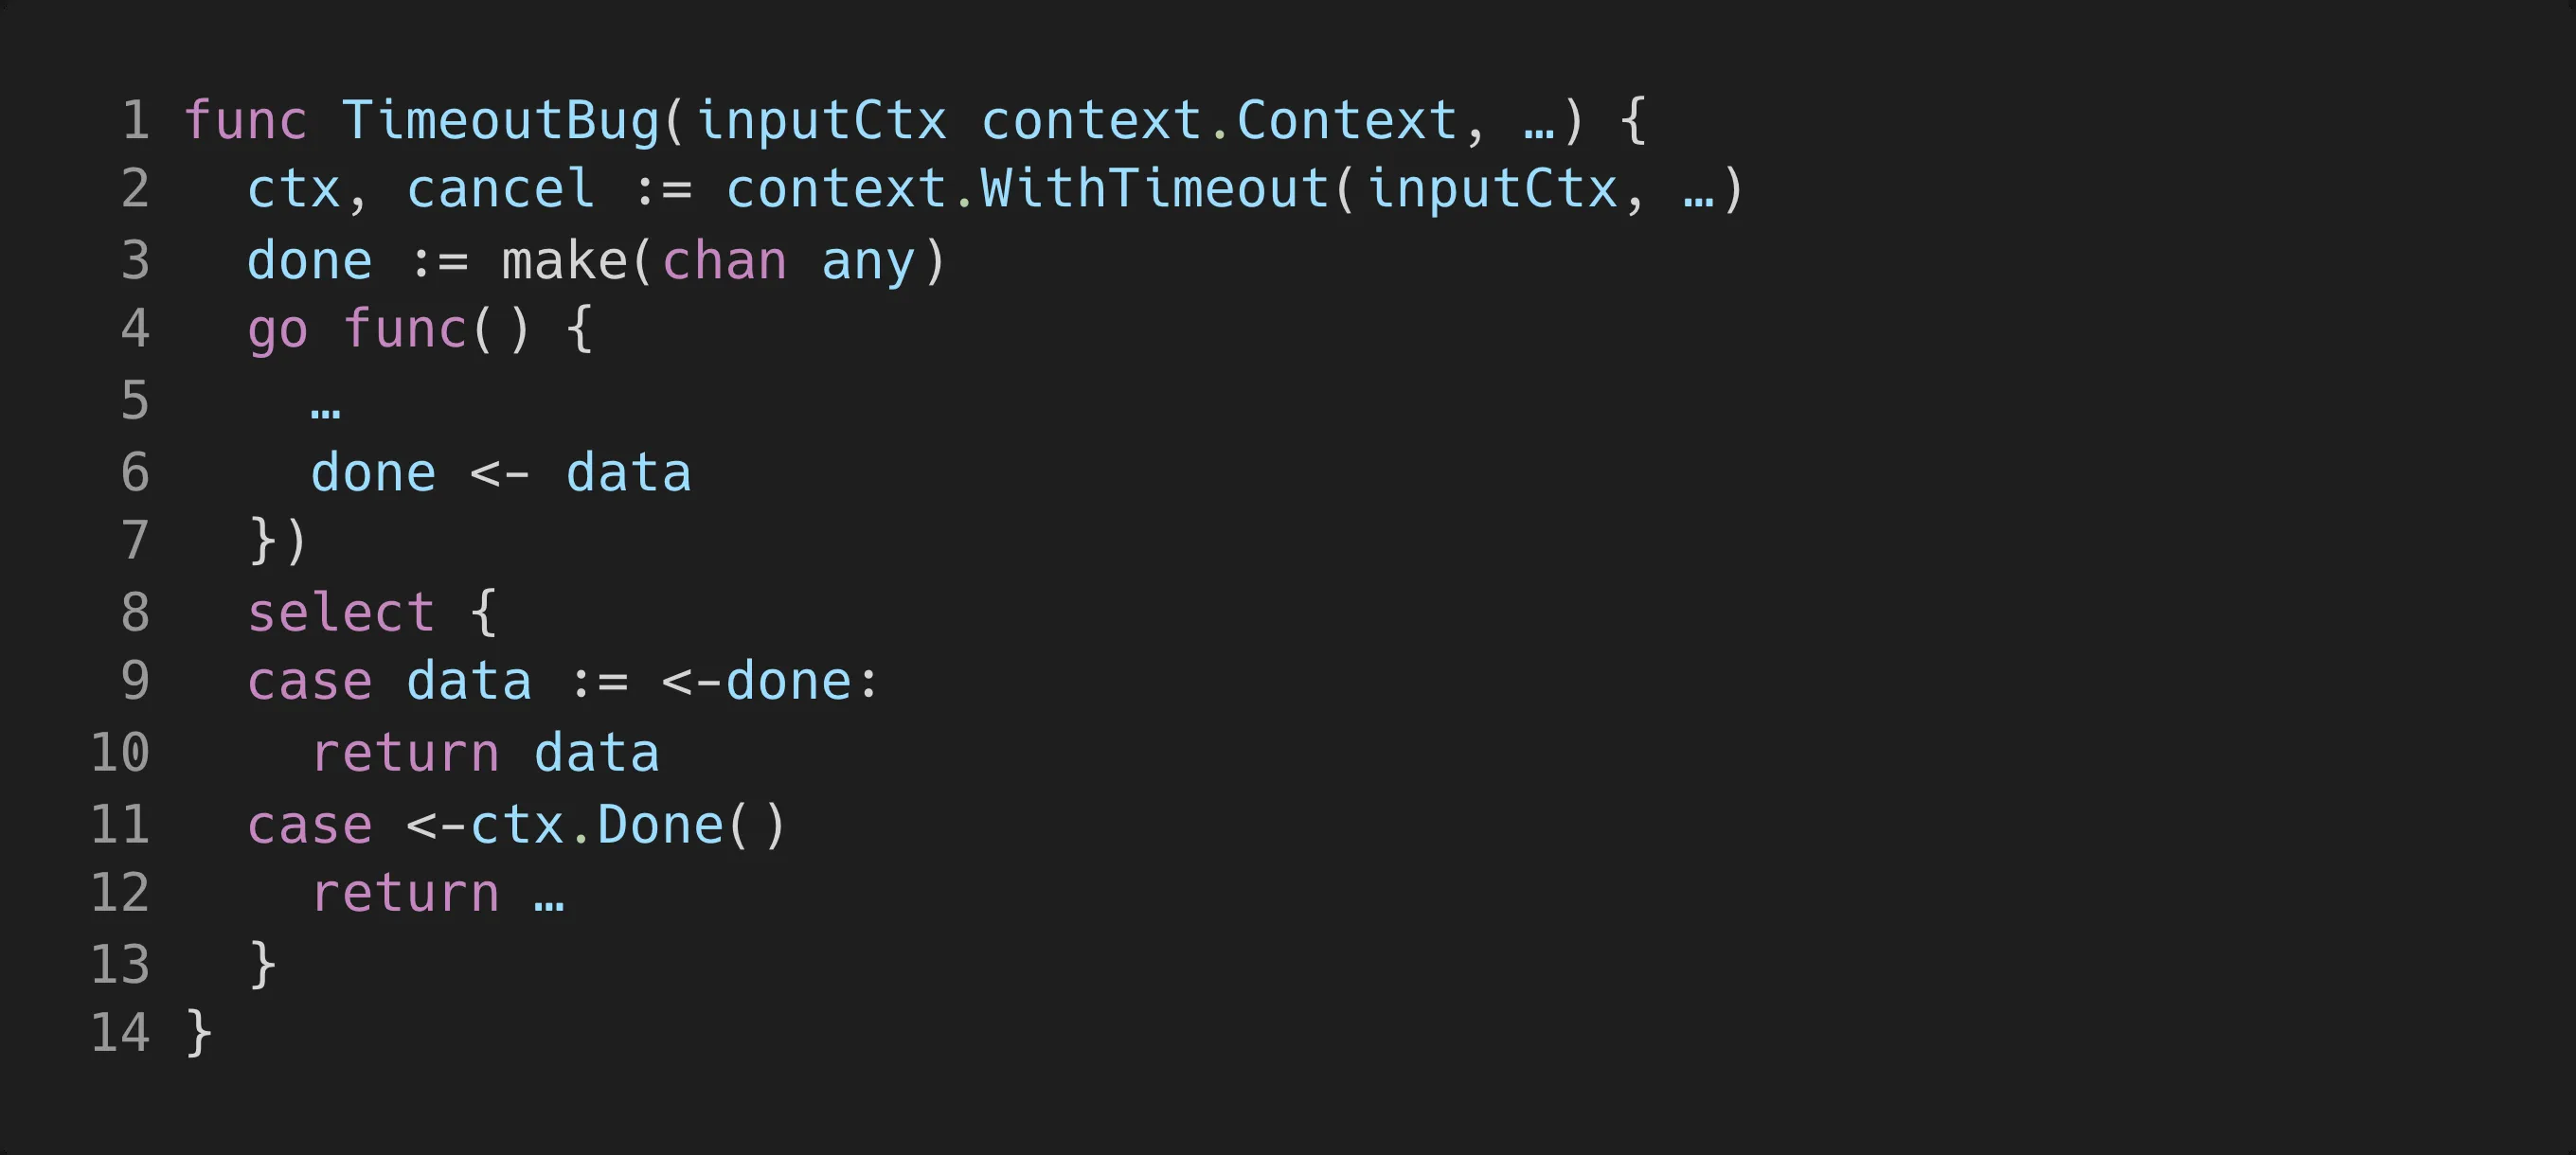 1 func TimeoutBug(inputCtx context.Context, …) {
2   ctx, cancel := context.WithTimeout(inputCtx, …)
3   done := make(chan any)
4   go func() {
5     …
6     done <- data
7   })
8   select {
9   case data := <-done:
10     return data
11   case <-ctx.Done()
12     return …
13   }
14 }